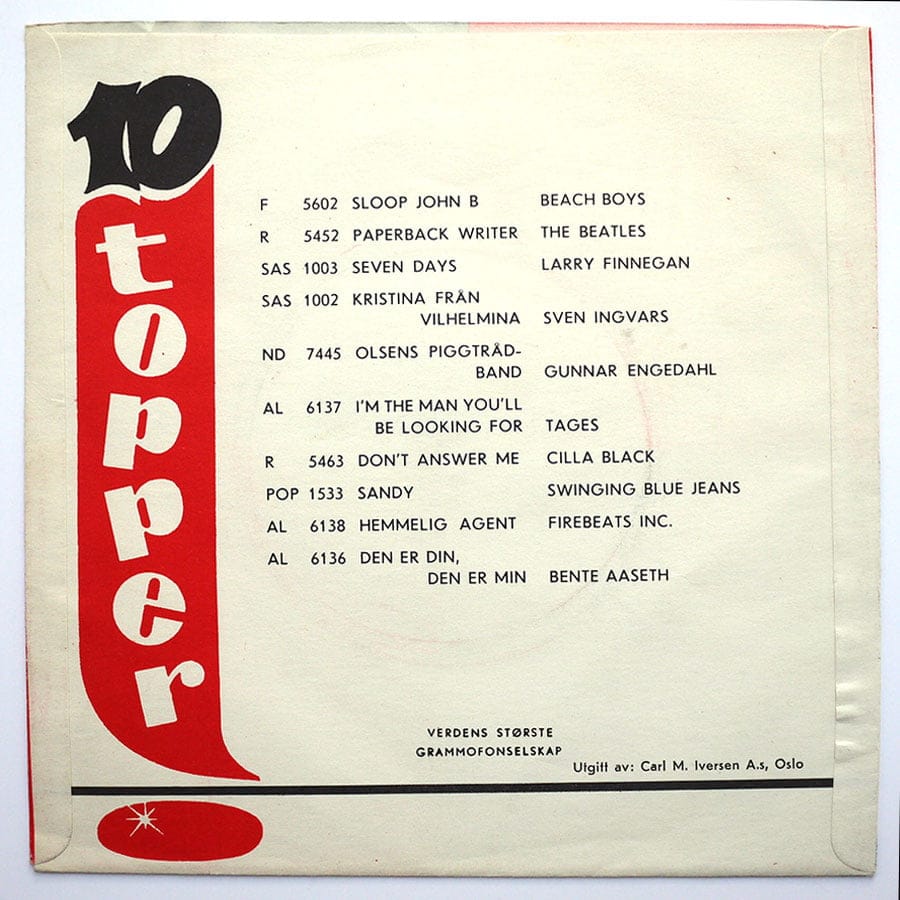 10
topper
F 5602 SLOOP JOHN B BEACH BOYS
R 5452 PAPERBACK WRITER THE BEATLES
SAS 1003 SEVEN DAYS LARRY FINNEGAN
SAS 1002 KRISTINA FRÅN
VILHELMINA SVEN INGVARS
ND 7445 OLSENS PIGGTRÅD-
BAND GUNNAR ENGEDAHL
AL 6137 I'M THE MAN YOU'LL
BE LOOKING FOR TAGES
R 5463 DON'T ANSWER ME CILLA BLACK
POP 1533 SANDY SWINGING BLUE JEANS
AL 6138 HEMMELIG AGENT FIREBEATS INC.
AL 6136 DEN ER DIN,
DEN ER MIN BENTE AASETH
VERDENS STØRSTE
GRAMMOFONSELSKAP
Utgitt av: Carl M. Iversen A.s, Oslo